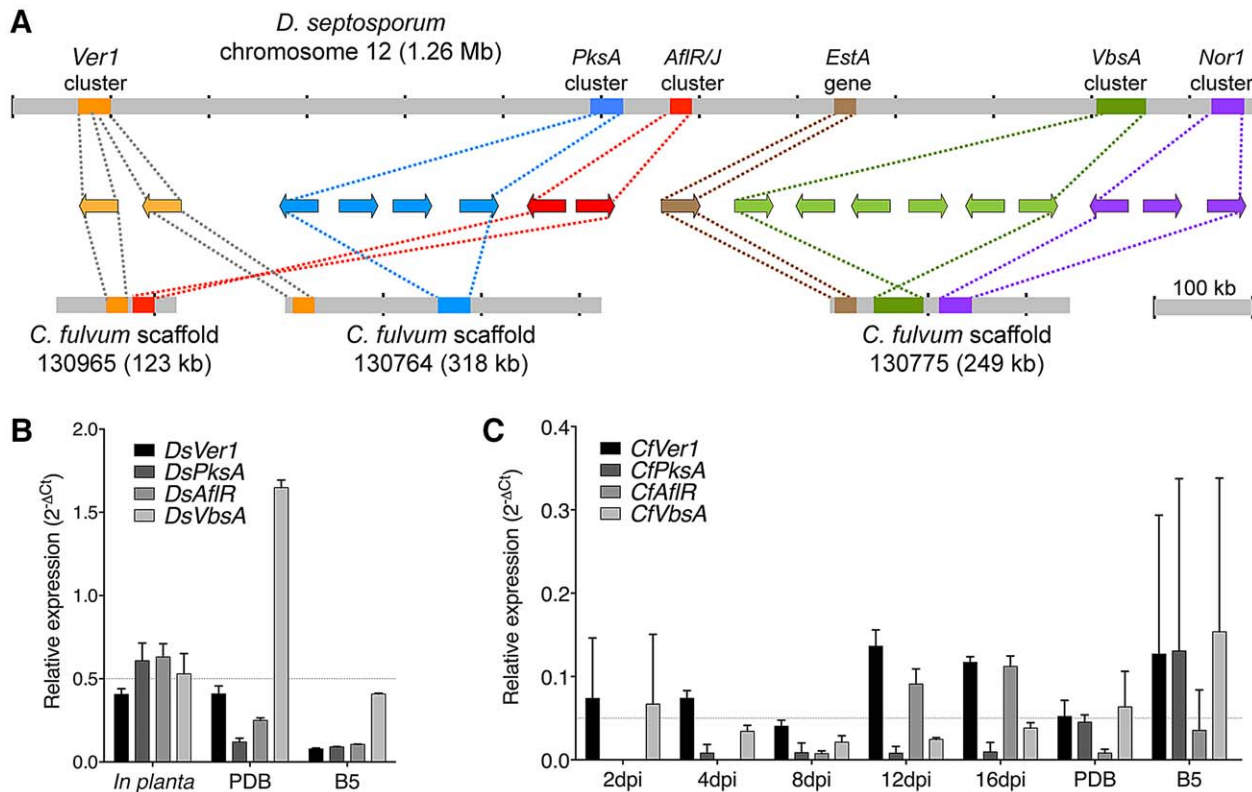 A
D. septosporum
chromosome 12 (1.26 Mb)
Ver1
cluster
PksA
cluster
AflR/J
cluster
EstA
gene
VbsA
cluster
Nor1
cluster
100 kb
C. fulvum scaffold
130965 (123 kb)
C. fulvum scaffold
130764 (318 kb)
C. fulvum scaffold
130775 (249 kb)
B
Relative expression (2-ΔCt)
2.0
1.5
1.0
0.5
0.0
DsVer1
DsPksA
DsAflR
DsVbsA
In planta
PDB
B5
C
Relative expression (2-ΔCt)
0.4
0.3
0.2
0.1
0.0
CfVer1
CfPksA
CfAflR
CfVbsA
2dpi
4dpi
8dpi
12dpi
16dpi
PDB
B5